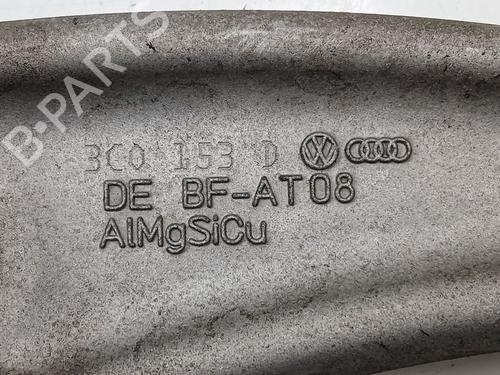 B-PARTS
3C0 153 D
DE BF-AT08
AlMgSiCu